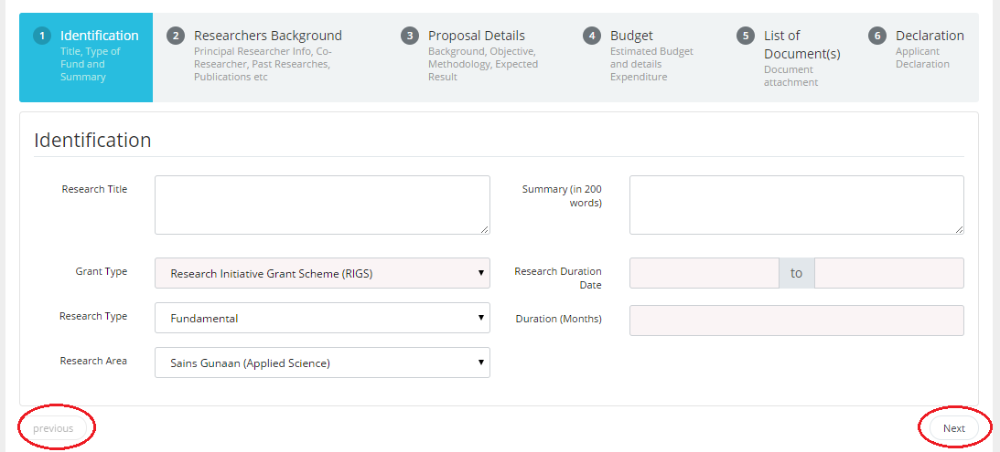 1 Identification
Title, Type of
Fund and
Summary
2 Researchers Background
Principal Researcher Info, Co-
Researcher, Past Researches,
Publications etc
3 Proposal Details
Background, Objective,
Methodology, Expected
Result
4 Budget
Estimated Budget
and details
Expenditure
5 List of
Document(s)
Document
attachment
6 Declaration
Applicant
Declaration
Identification
Research Title
Summary (in 200
words)
Grant Type
Research Initiative Grant Scheme (RIGS)
Research Duration
Date
to
Research Type
Fundamental
Duration (Months)
Research Area
Sains Gunaan (Applied Science)
previous
Next